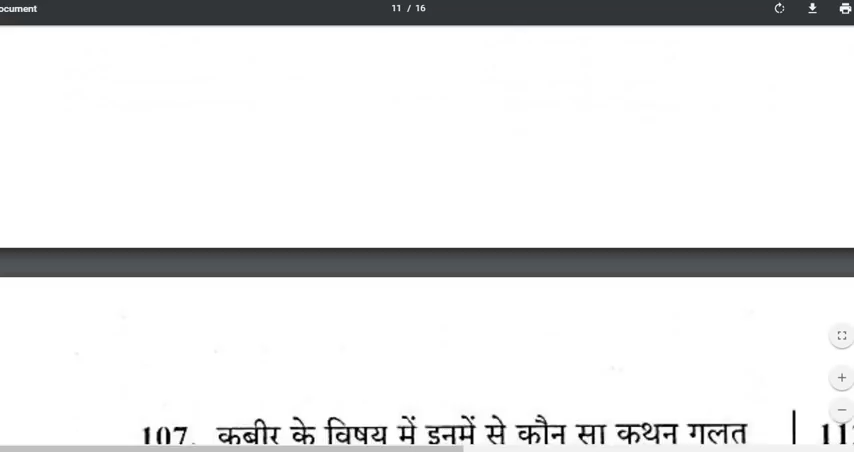 ocument
11 / 16
107. कबीर के विषय में इनमें से कौन सा कथन गलत